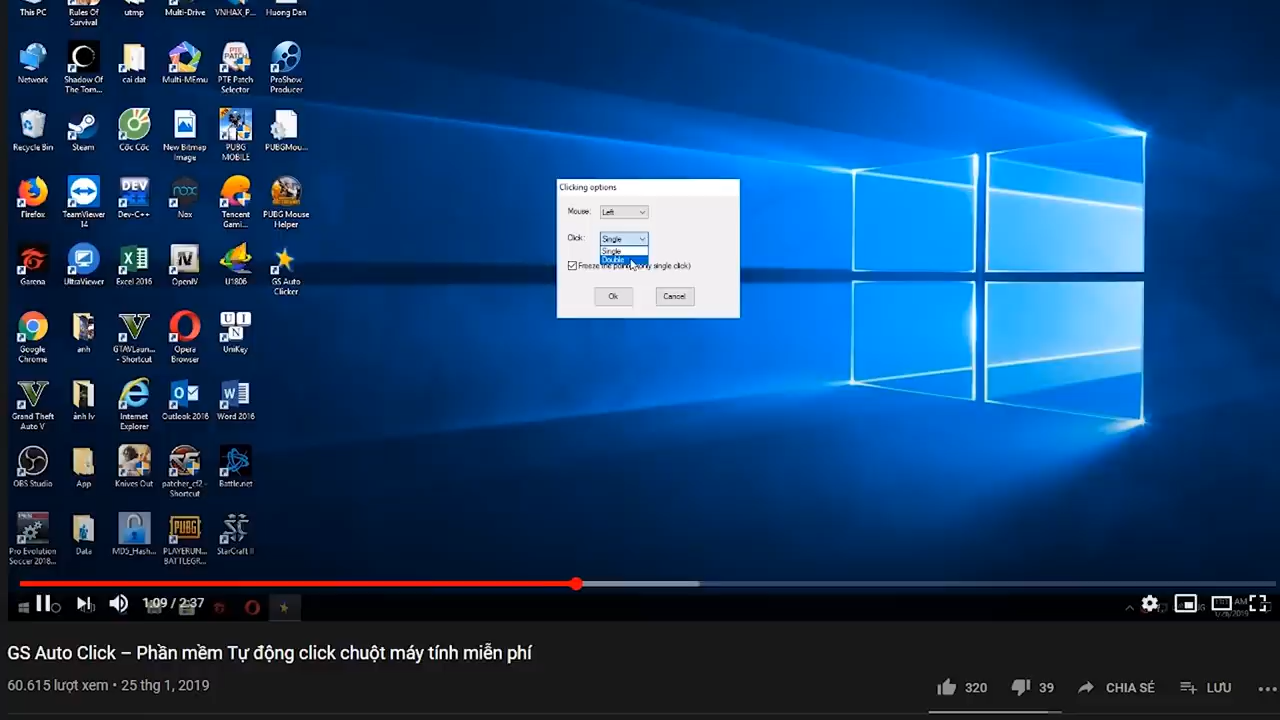 This PC
Rules Of
Survival
utmp
Multi-Drive
VNHAX_P...
Huong Dan
Network
Shadow Of
The Tom...
cai dat
Multi-MEmu
PTE Patch
Selector
ProShow
Producer
Recycle Bin
Steam
Cốc Cốc
New Bitmap
Image
PUBG
MOBILE
PUBGMou...
Firefox
TeamViewer
14
Dev-C++
Nox
Tencent
Gami...
PUBG Mouse
Helper
Garena
UltraViewer
Excel 2016
OpenIV
U1806
GS Auto
Clicker
Google
Chrome
anh
GTAVLaun...
- Shortcut
Opera
Browser
UniKey
Grand Theft
Auto V
ảnh lv
Internet
Explorer
Outlook 2016
Word 2016
OBS Studio
App
Knives Out
patcher_cf2 -
Shortcut
Battle.net
Pro Evolution
Soccer 2018...
Data
MD5_Hash...
PLAYERUN...
BATTLEGR...
StarCraft II
Clicking options
Mouse: Left
Click: Single
Single
Double
Freeze the single click)
Ok Cancel
1:09 / 2:37
GS Auto Click – Phần mềm Tự động click chuột máy tính miễn phí
60.615 lượt xem • 25 thg 1, 2019
320 39 CHIA SẺ LƯU